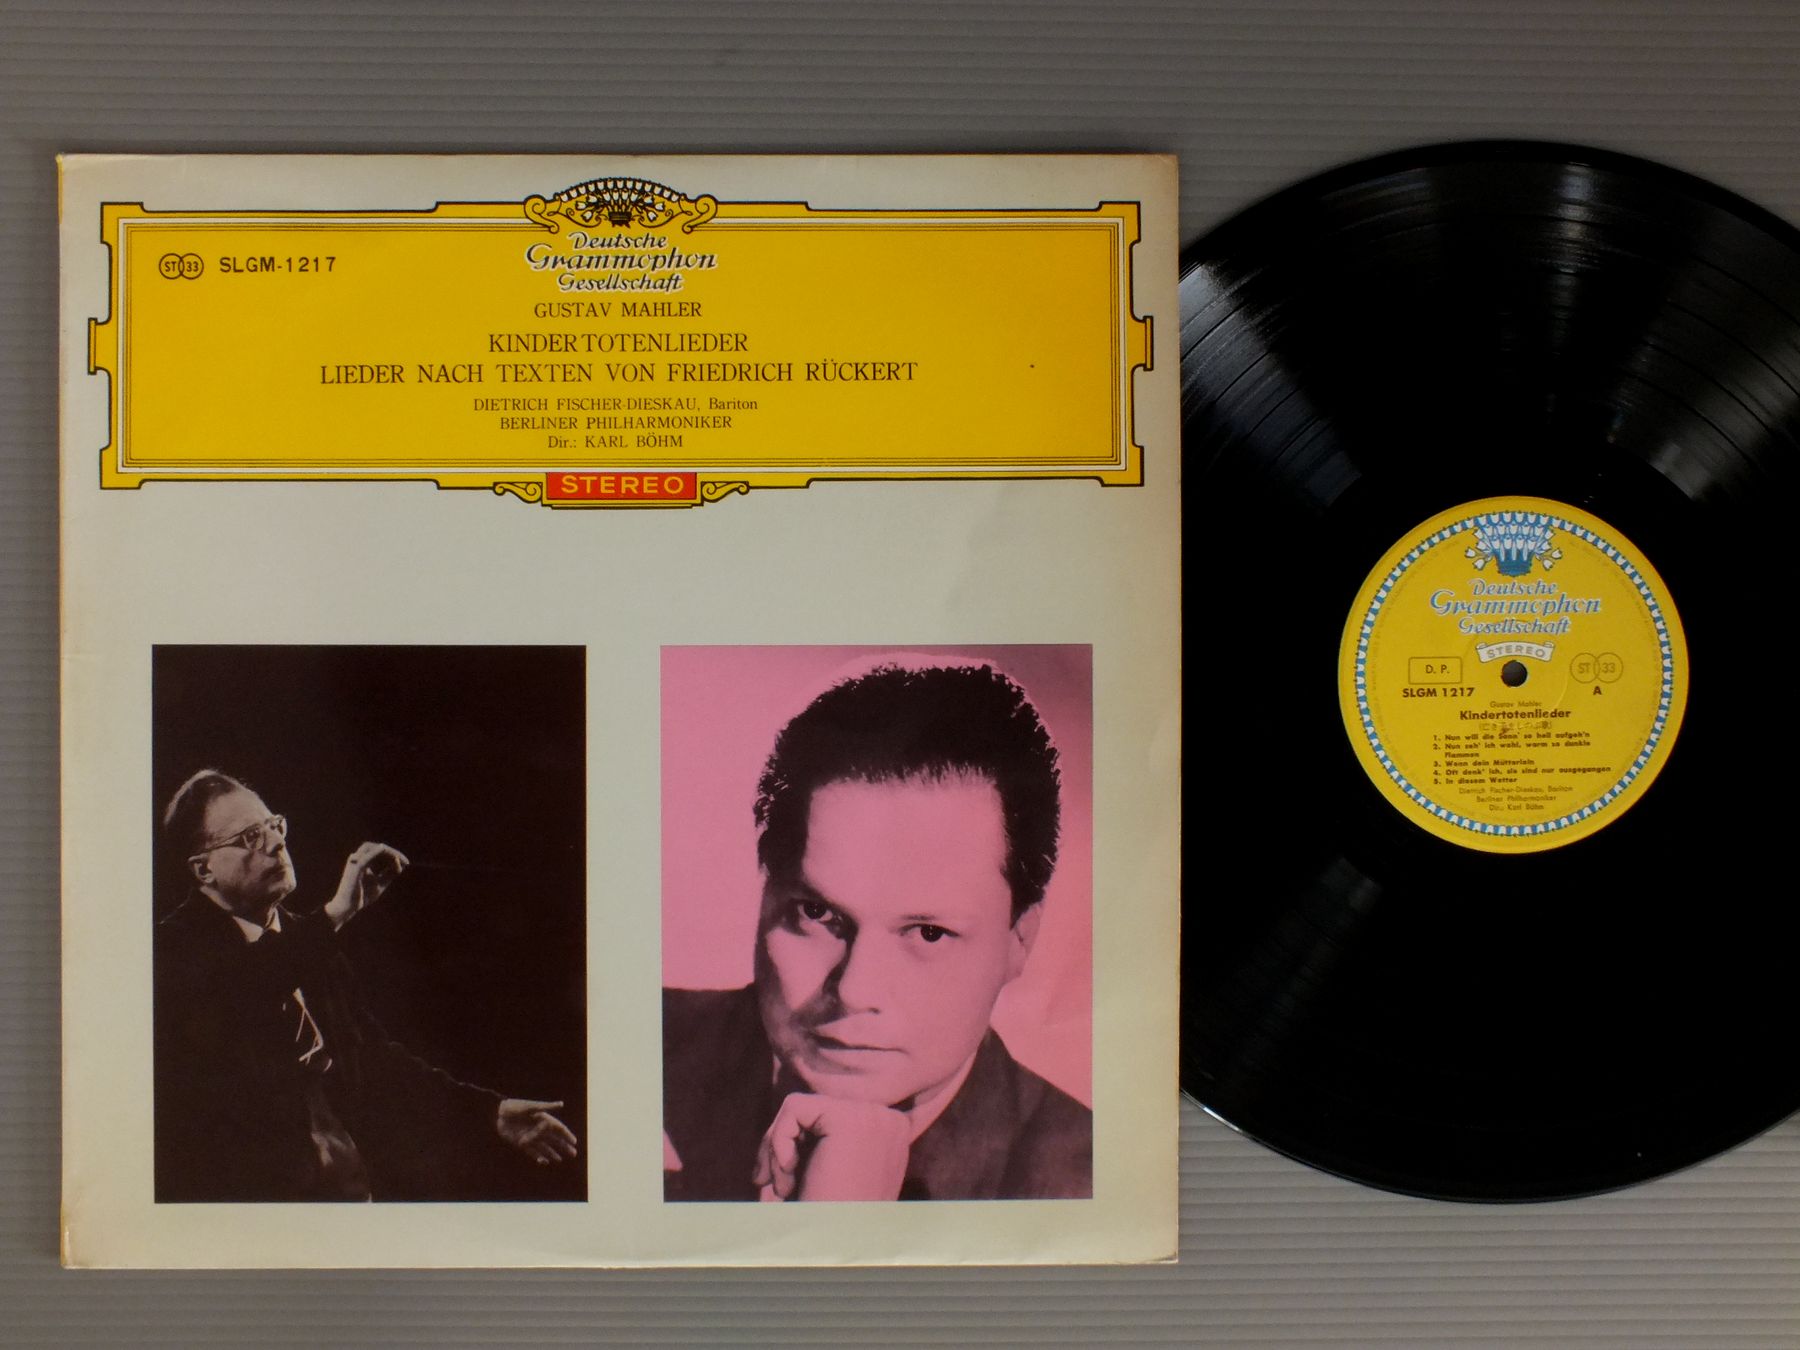 Deutsche
Grammophon
Gesellschaft
ST 33 SLGM-1217
GUSTAV MAHLER
KINDERTOTENLIEDER
LIEDER NACH TEXTEN VON FRIEDRICH RÜCKERT
DIETRICH FISCHER-DIESKAU, Bariton
BERLINER PHILHARMONIKER
Dir.: KARL BÖHM
STEREO
Deutsche
Grammophon
Gesellschaft
STEREO
D. P.
ST 33
SLGM 1217
A
Gustav Mahler
Kindertotenlieder
1. Nun will die Sonn' so hell aufgeh'n
2. Nun seh' ich wohl, warum so dunkle
Flammen
3. Wenn dein Mütterlein
4. Oft denk' ich, sie sind nur ausgegangen
5. In diesem Wetter
Dietrich Fischer-Dieskau, Bariton
Berliner Philharmoniker
Dir.: Karl Böhm